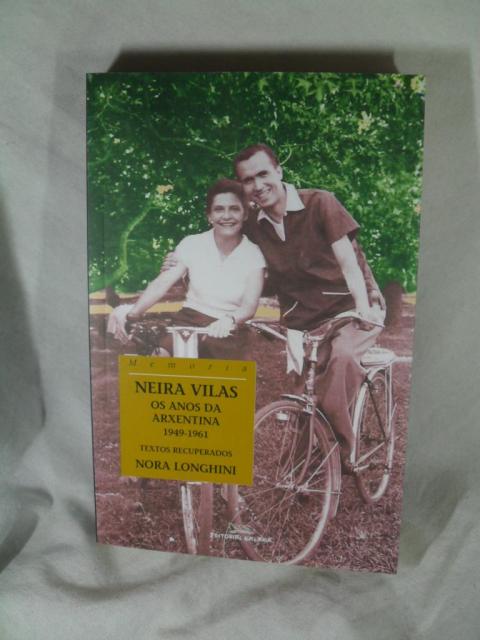 Memoria
NEIRA VILAS
OS ANOS DA
ARXENTINA
1949-1961
TEXTOS RECUPERADOS
NORA LONGHINI
EDITORIAL GALAXIA